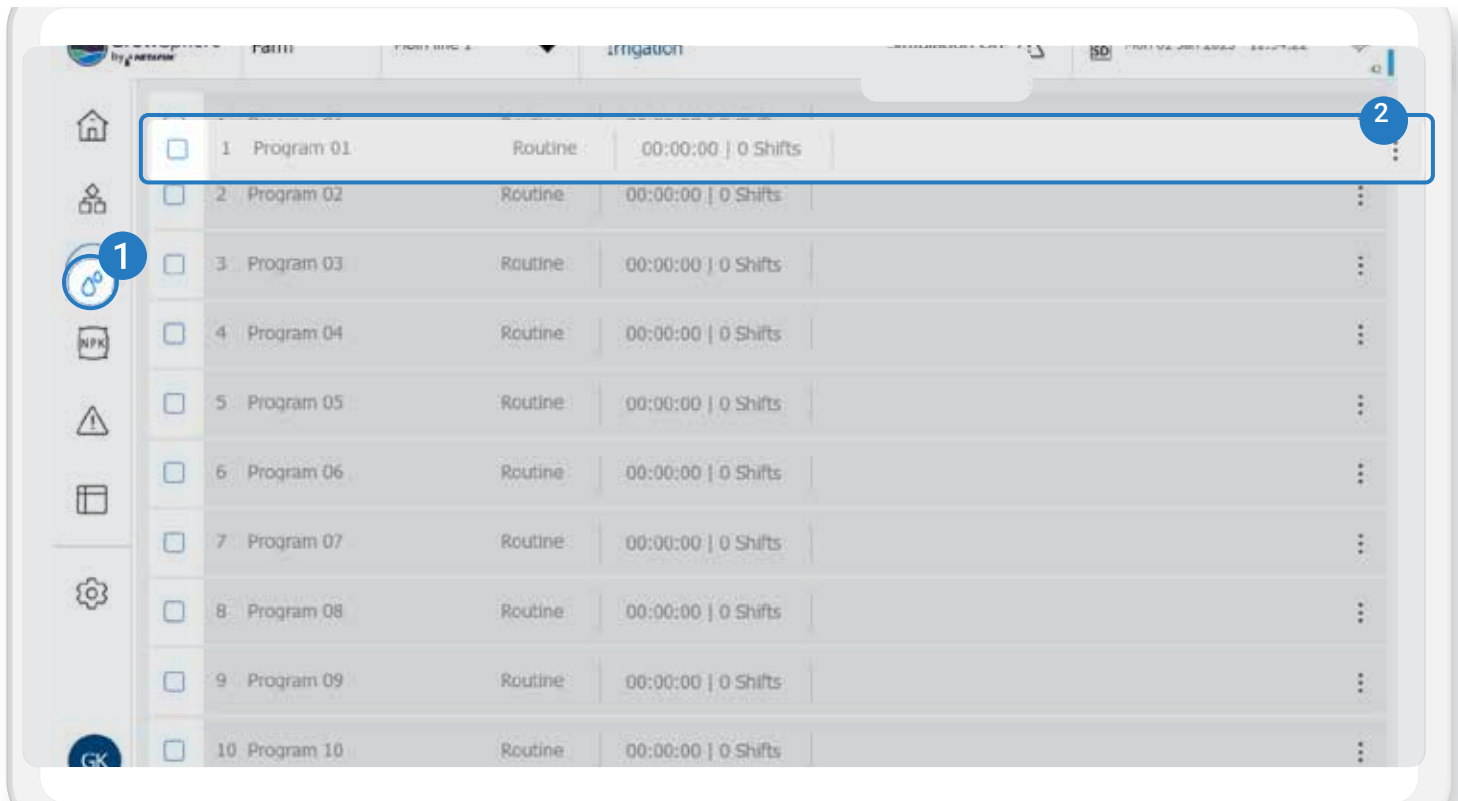 by NETAFIM
Farm
Irrigation
SD
42
2
1 Program 01 Routine 00:00:00 | 0 Shifts
2 Program 02 Routine 00:00:00 | 0 Shifts
1
3 Program 03 Routine 00:00:00 | 0 Shifts
NPK
4 Program 04 Routine 00:00:00 | 0 Shifts
5 Program 05 Routine 00:00:00 | 0 Shifts
6 Program 06 Routine 00:00:00 | 0 Shifts
7 Program 07 Routine 00:00:00 | 0 Shifts
8 Program 08 Routine 00:00:00 | 0 Shifts
9 Program 09 Routine 00:00:00 | 0 Shifts
10 Program 10 Routine 00:00:00 | 0 Shifts
GK